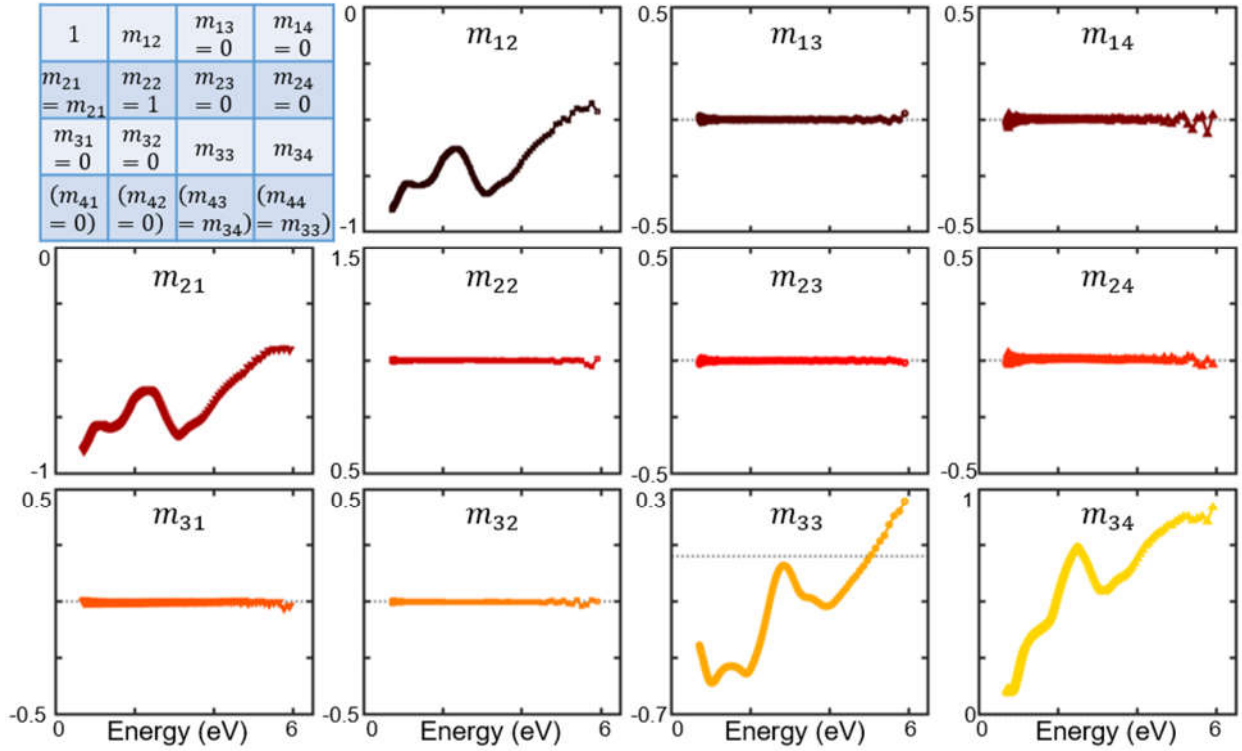 1
m12
m13
= 0
m14
= 0
m21
= m21
m22
= 1
m23
= 0
m24
= 0
m31
= 0
m32
= 0
m33
m34
(m41
= 0)
(m42
= 0)
(m43
= m34)
(m44
= m33)
0
m12
-1
0.5
m13
-0.5
0.5
m14
-0.5
0
m21
-1
1.5
m22
0.5
0.5
m23
-0.5
0.5
m24
-0.5
0.5
m31
-0.5
0 Energy (eV) 6
0.5
m32
-0.5
0 Energy (eV) 6
0.3
m33
-0.7
0 Energy (eV) 6
1
m34
0
0 Energy (eV) 6